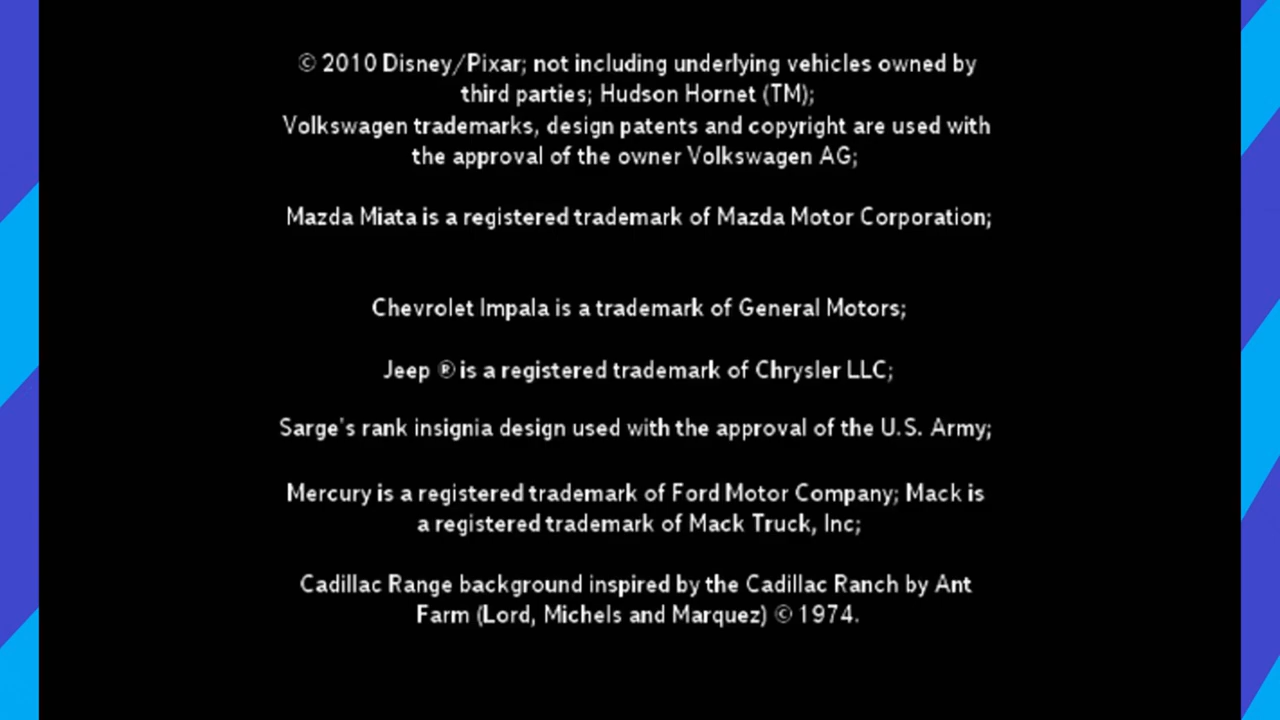 © 2010 Disney/Pixar; not including underlying vehicles owned by
third parties; Hudson Hornet (TM);
Volkswagen trademarks, design patents and copyright are used with
the approval of the owner Volkswagen AG;
Mazda Miata is a registered trademark of Mazda Motor Corporation;
Chevrolet Impala is a trademark of General Motors;
Jeep ® is a registered trademark of Chrysler LLC;
Sarge's rank insignia design used with the approval of the U.S. Army;
Mercury is a registered trademark of Ford Motor Company; Mack is
a registered trademark of Mack Truck, Inc;
Cadillac Range background inspired by the Cadillac Ranch by Ant
Farm (Lord, Michels and Marquez) © 1974.